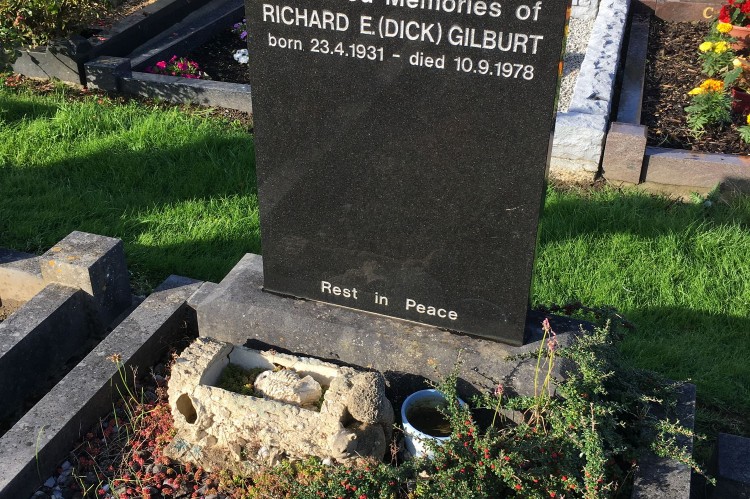 Memories of
RICHARD E.(DICK) GILBURT
born 23.4.1931 - died 10.9.1978
Rest in Peace